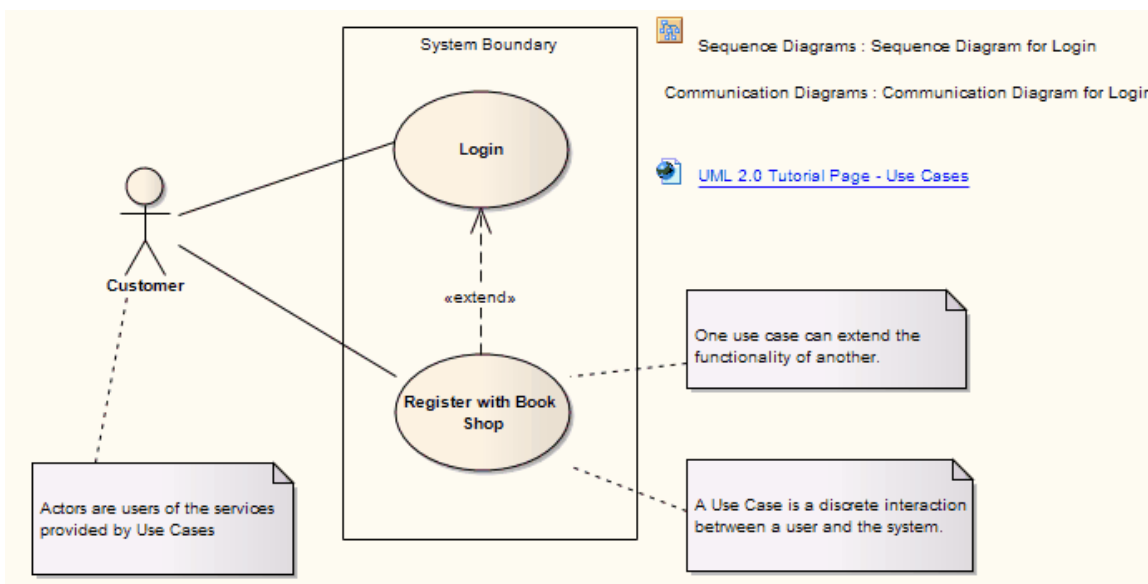 System Boundary
Sequence Diagrams : Sequence Diagram for Login
Communication Diagrams : Communication Diagram for Login
Login
UML 2.0 Tutorial Page - Use Cases
Customer
«extend»
One use case can extend the
functionality of another.
Register with Book
Shop
Actors are users of the services
provided by Use Cases
A Use Case is a discrete interaction
betrween a user and the system.